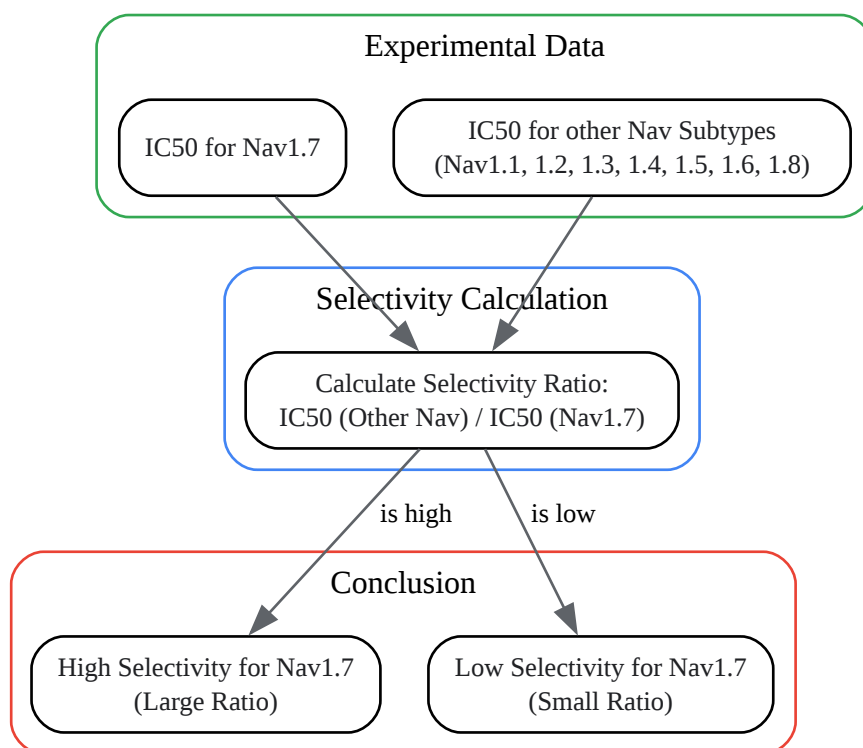 Experimental Data
IC50 for Nav1.7
IC50 for other Nav Subtypes
(Nav1.1, 1.2, 1.3, 1.4, 1.5, 1.6, 1.8)
Selectivity Calculation
Calculate Selectivity Ratio:
IC50 (Other Nav) / IC50 (Nav1.7)
is high
is low
Conclusion
High Selectivity for Nav1.7
(Large Ratio)
Low Selectivity for Nav1.7
(Small Ratio)